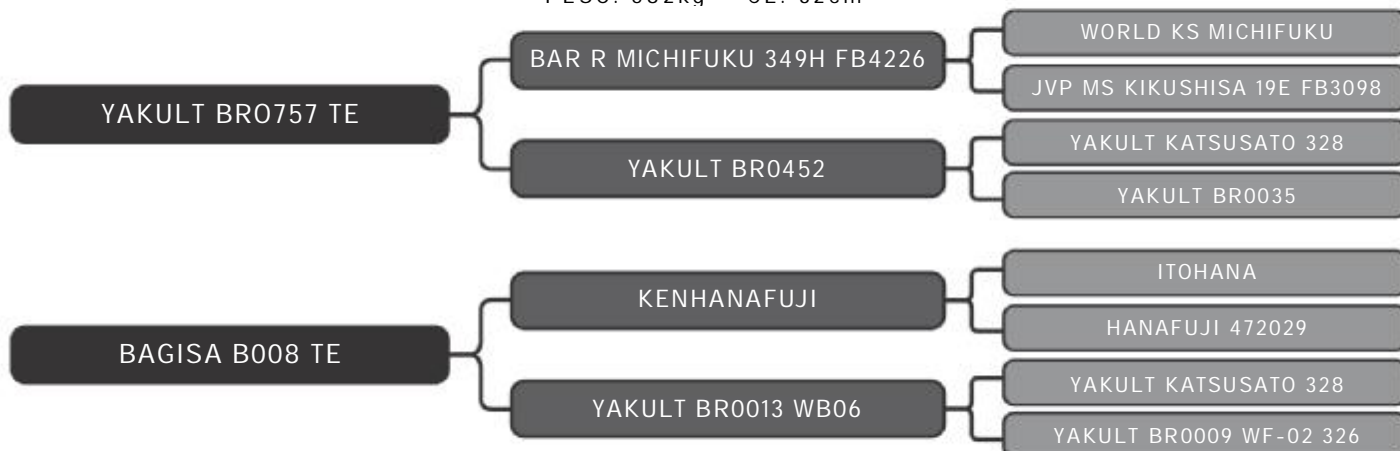 WORLD KS MICHIFUKU
BAR R MICHIFUKU 349H FB4226
JVP MS KIKUSHISA 19E FB3098
YAKULT BRO757 TE
YAKULT KATSUSATO 328
YAKULT BR0452
YAKULT BR0035
ITOHANA
KENHANAFUJI
HANAFUJI 472029
BAGISA B008 TE
YAKULT KATSUSATO 328
YAKULT BR0013 WB06
YAKULT BR0009 WF-02 326